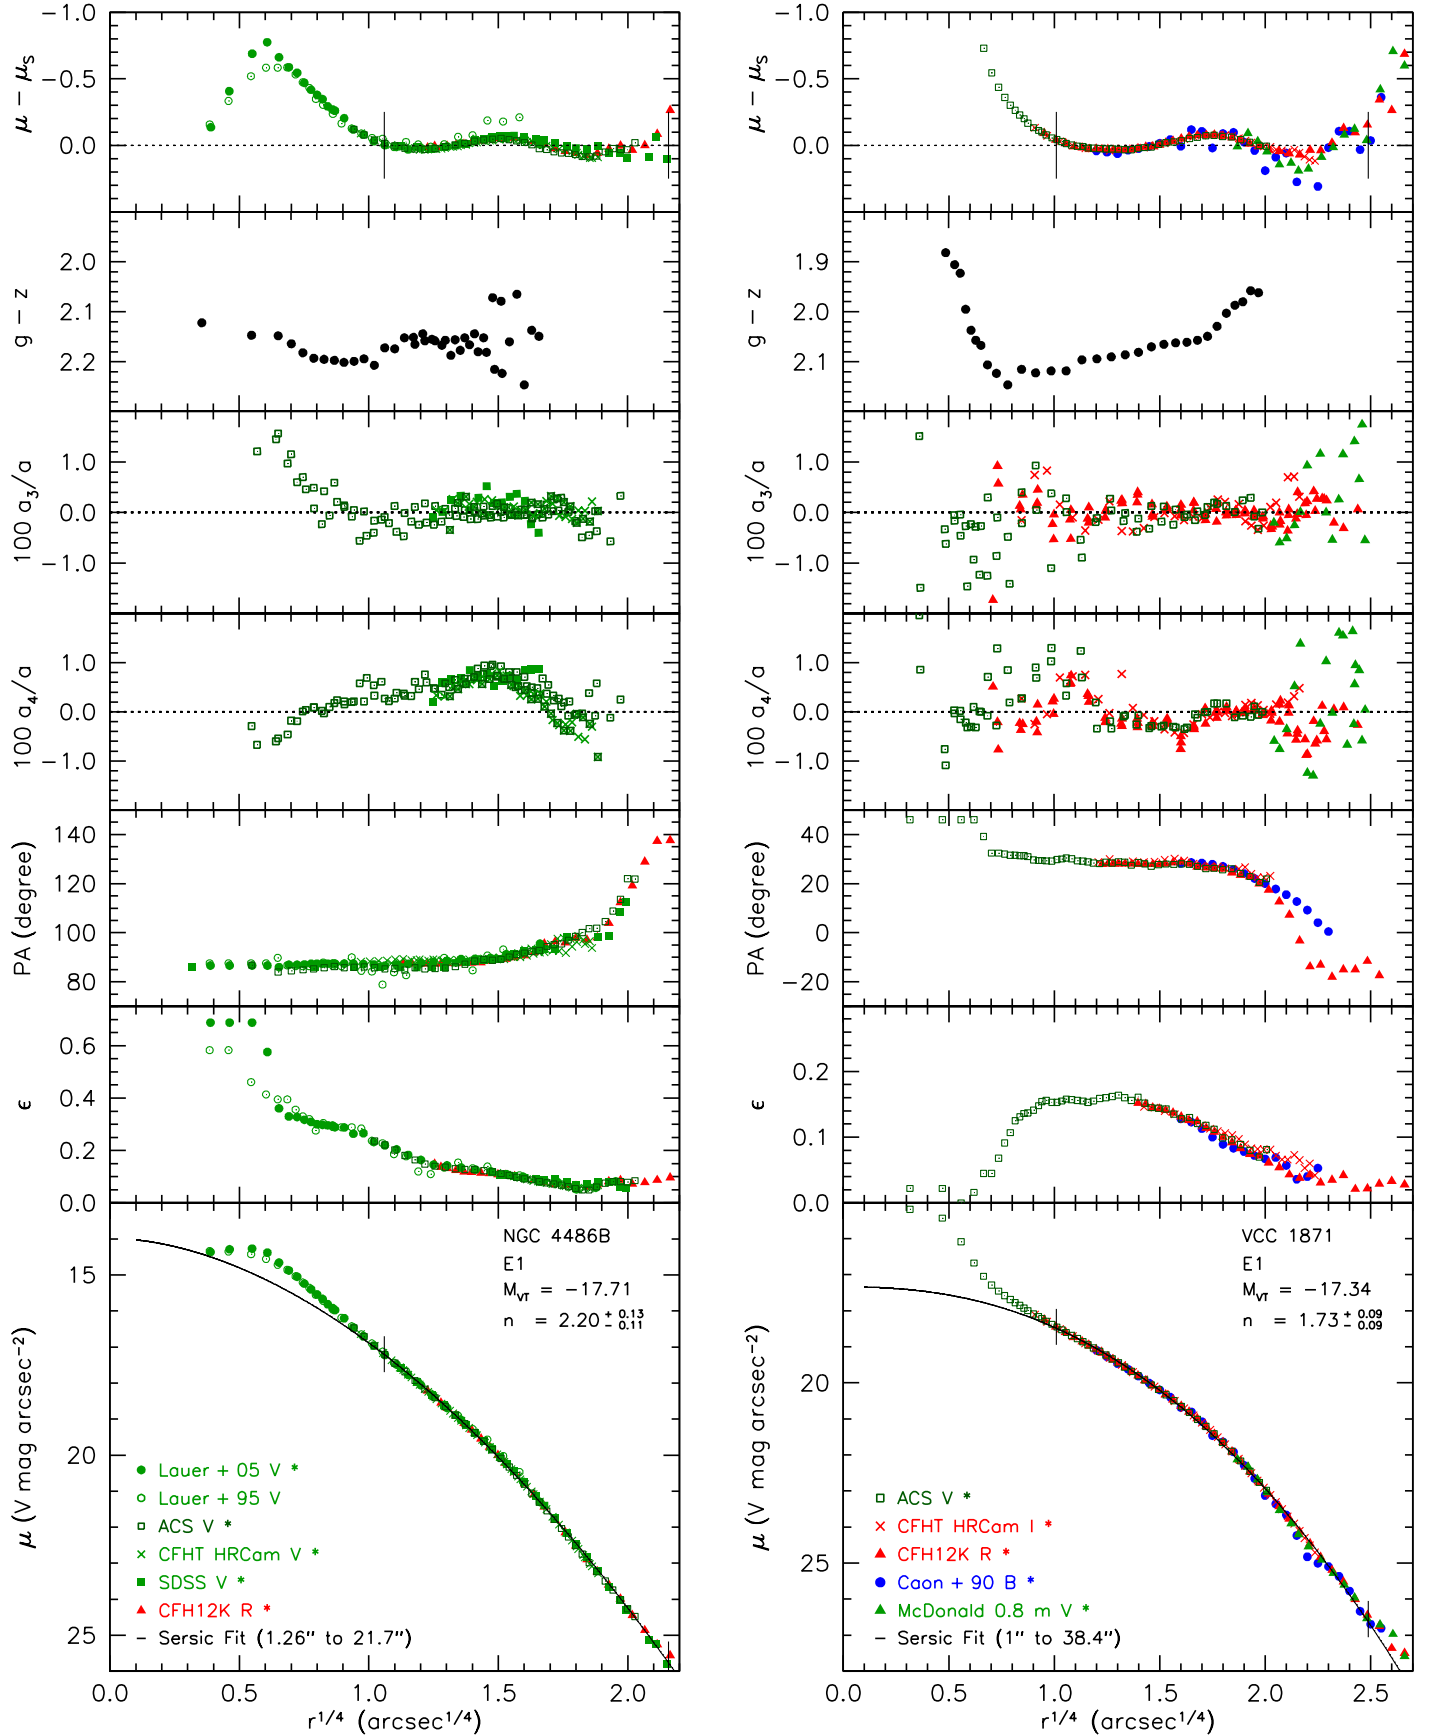 −1.0
−0.5
0.0
μ − μS
2.0
2.1
2.2
g − z
1.0
0.0
−1.0
100 a3/a
1.0
0.0
−1.0
100 a4/a
140
120
100
80
PA (degree)
0.6
0.4
0.2
0.0
ϵ
15
20
25
μ (V mag arcsec−2)
NGC 4486B
E1
MVT = −17.71
n = 2.20 + 0.13 − 0.11
Lauer + 05 V *
Lauer + 95 V
ACS V *
CFHT HRCam V *
SDSS V *
CFH12K R *
– Sersic Fit (1.26″ to 21.7″)
0.0 0.5 1.0 1.5 2.0
r1/4 (arcsec1/4)
−1.0
−0.5
0.0
μ − μS
1.9
2.0
2.1
g − z
1.0
0.0
−1.0
100 a3/a
1.0
0.0
−1.0
100 a4/a
40
20
0
−20
PA (degree)
0.2
0.1
0.0
ϵ
20
25
μ (V mag arcsec−2)
VCC 1871
E1
MVT = −17.34
n = 1.73 + 0.09 − 0.09
ACS V *
CFHT HRCam I *
CFH12K R *
Caon + 90 B *
McDonald 0.8 m V *
– Sersic Fit (1″ to 38.4″)
0.0 0.5 1.0 1.5 2.0 2.5
r1/4 (arcsec1/4)